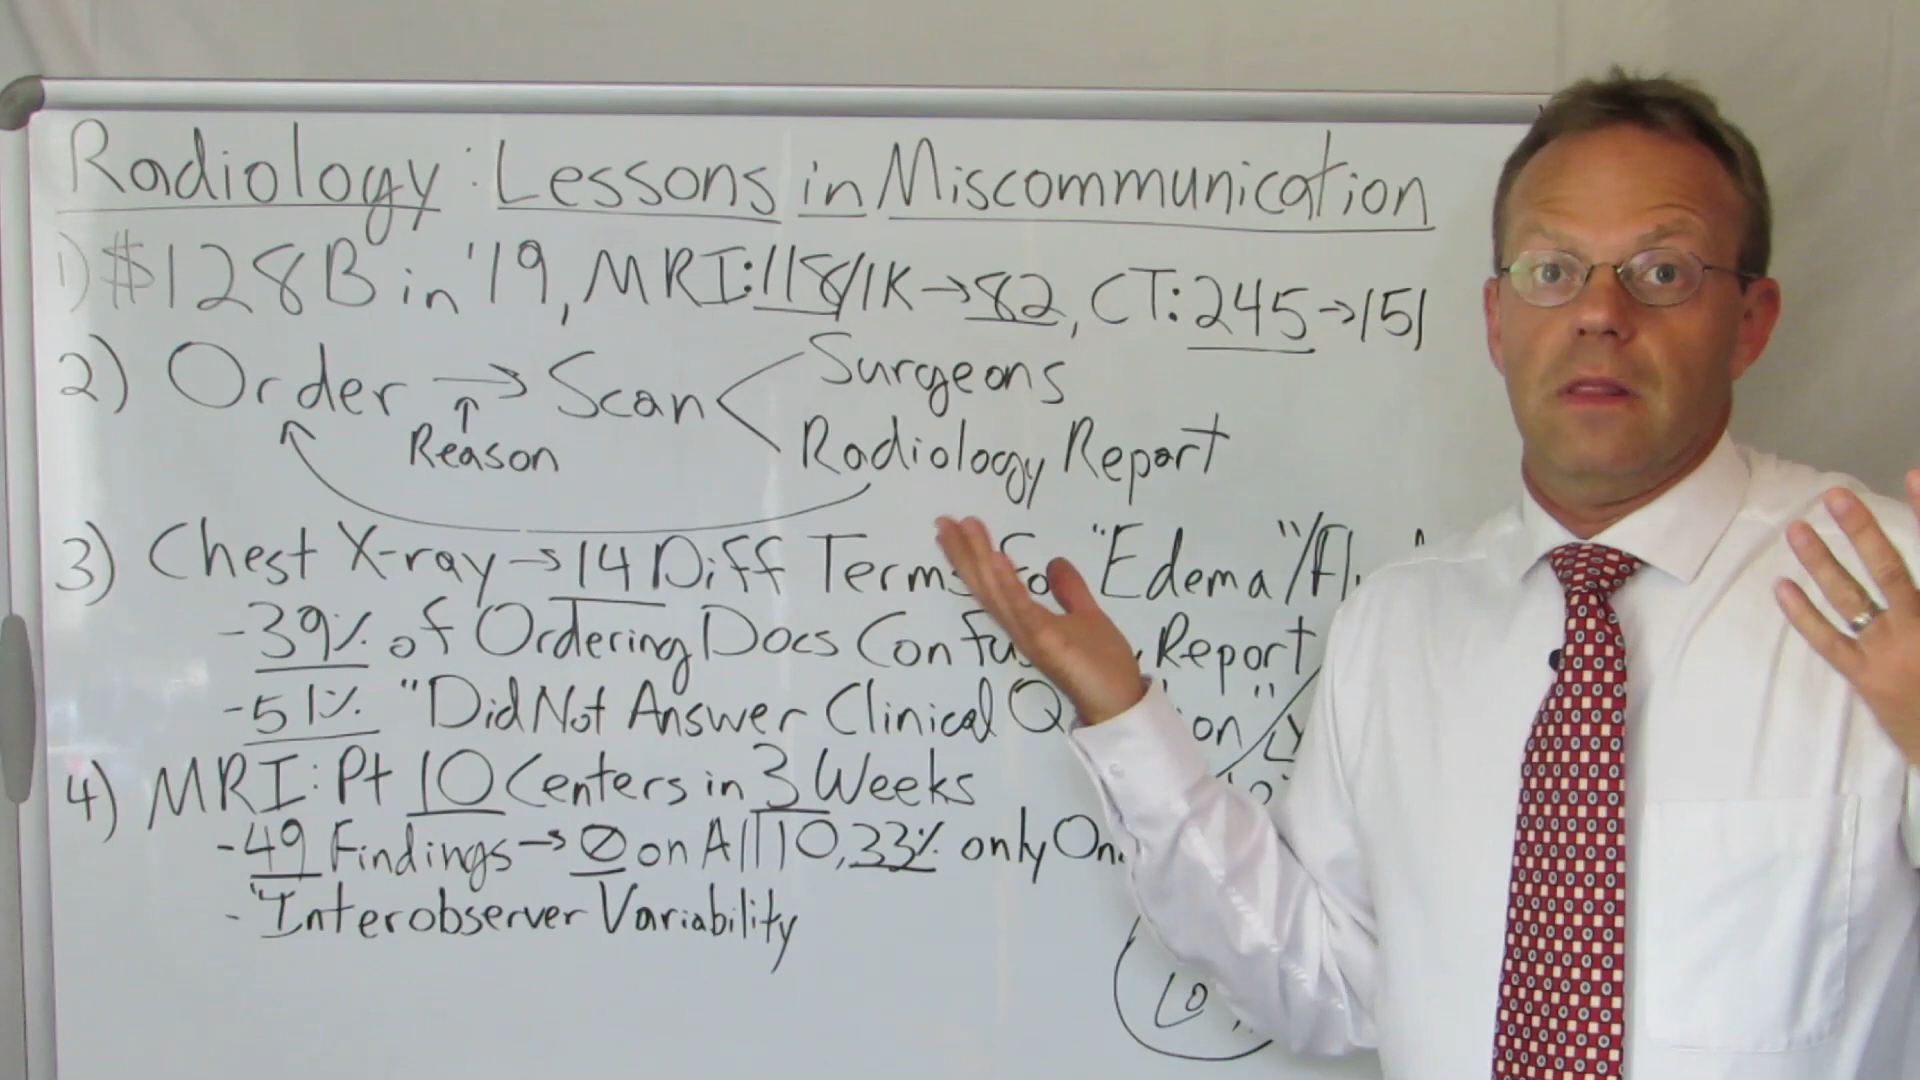 Radiology: Lessons in Miscommunication
1) $128B in '19, MRI: 118/1K → 82, CT: 245 → 151
2) Order → Scan < Surgeons
↑ Reason
Radiology Report
3) Chest X-ray → 14 Diff Terms For "Edema"/
- 39% of Ordering Docs Report
- 51% "Did Not Answer Clinical
4) MRI: Pt 10 Centers in 3 Weeks
- 49 Findings → 0 on All 10, 33% only
- "Interobserver Variability